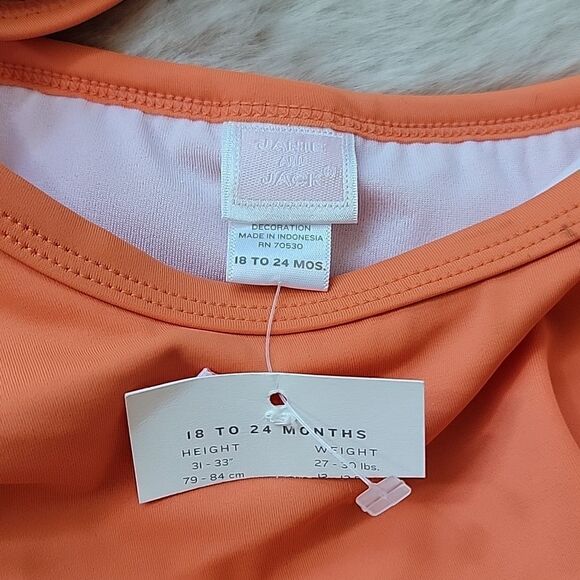 JANIE
AND
JACK®
DECORATION
MADE IN INDONESIA
RN 70530
18 TO 24 MOS.
18 TO 24 MONTHS
HEIGHT WEIGHT
31 - 33" 27 - 30 lbs.
79 - 84 cm